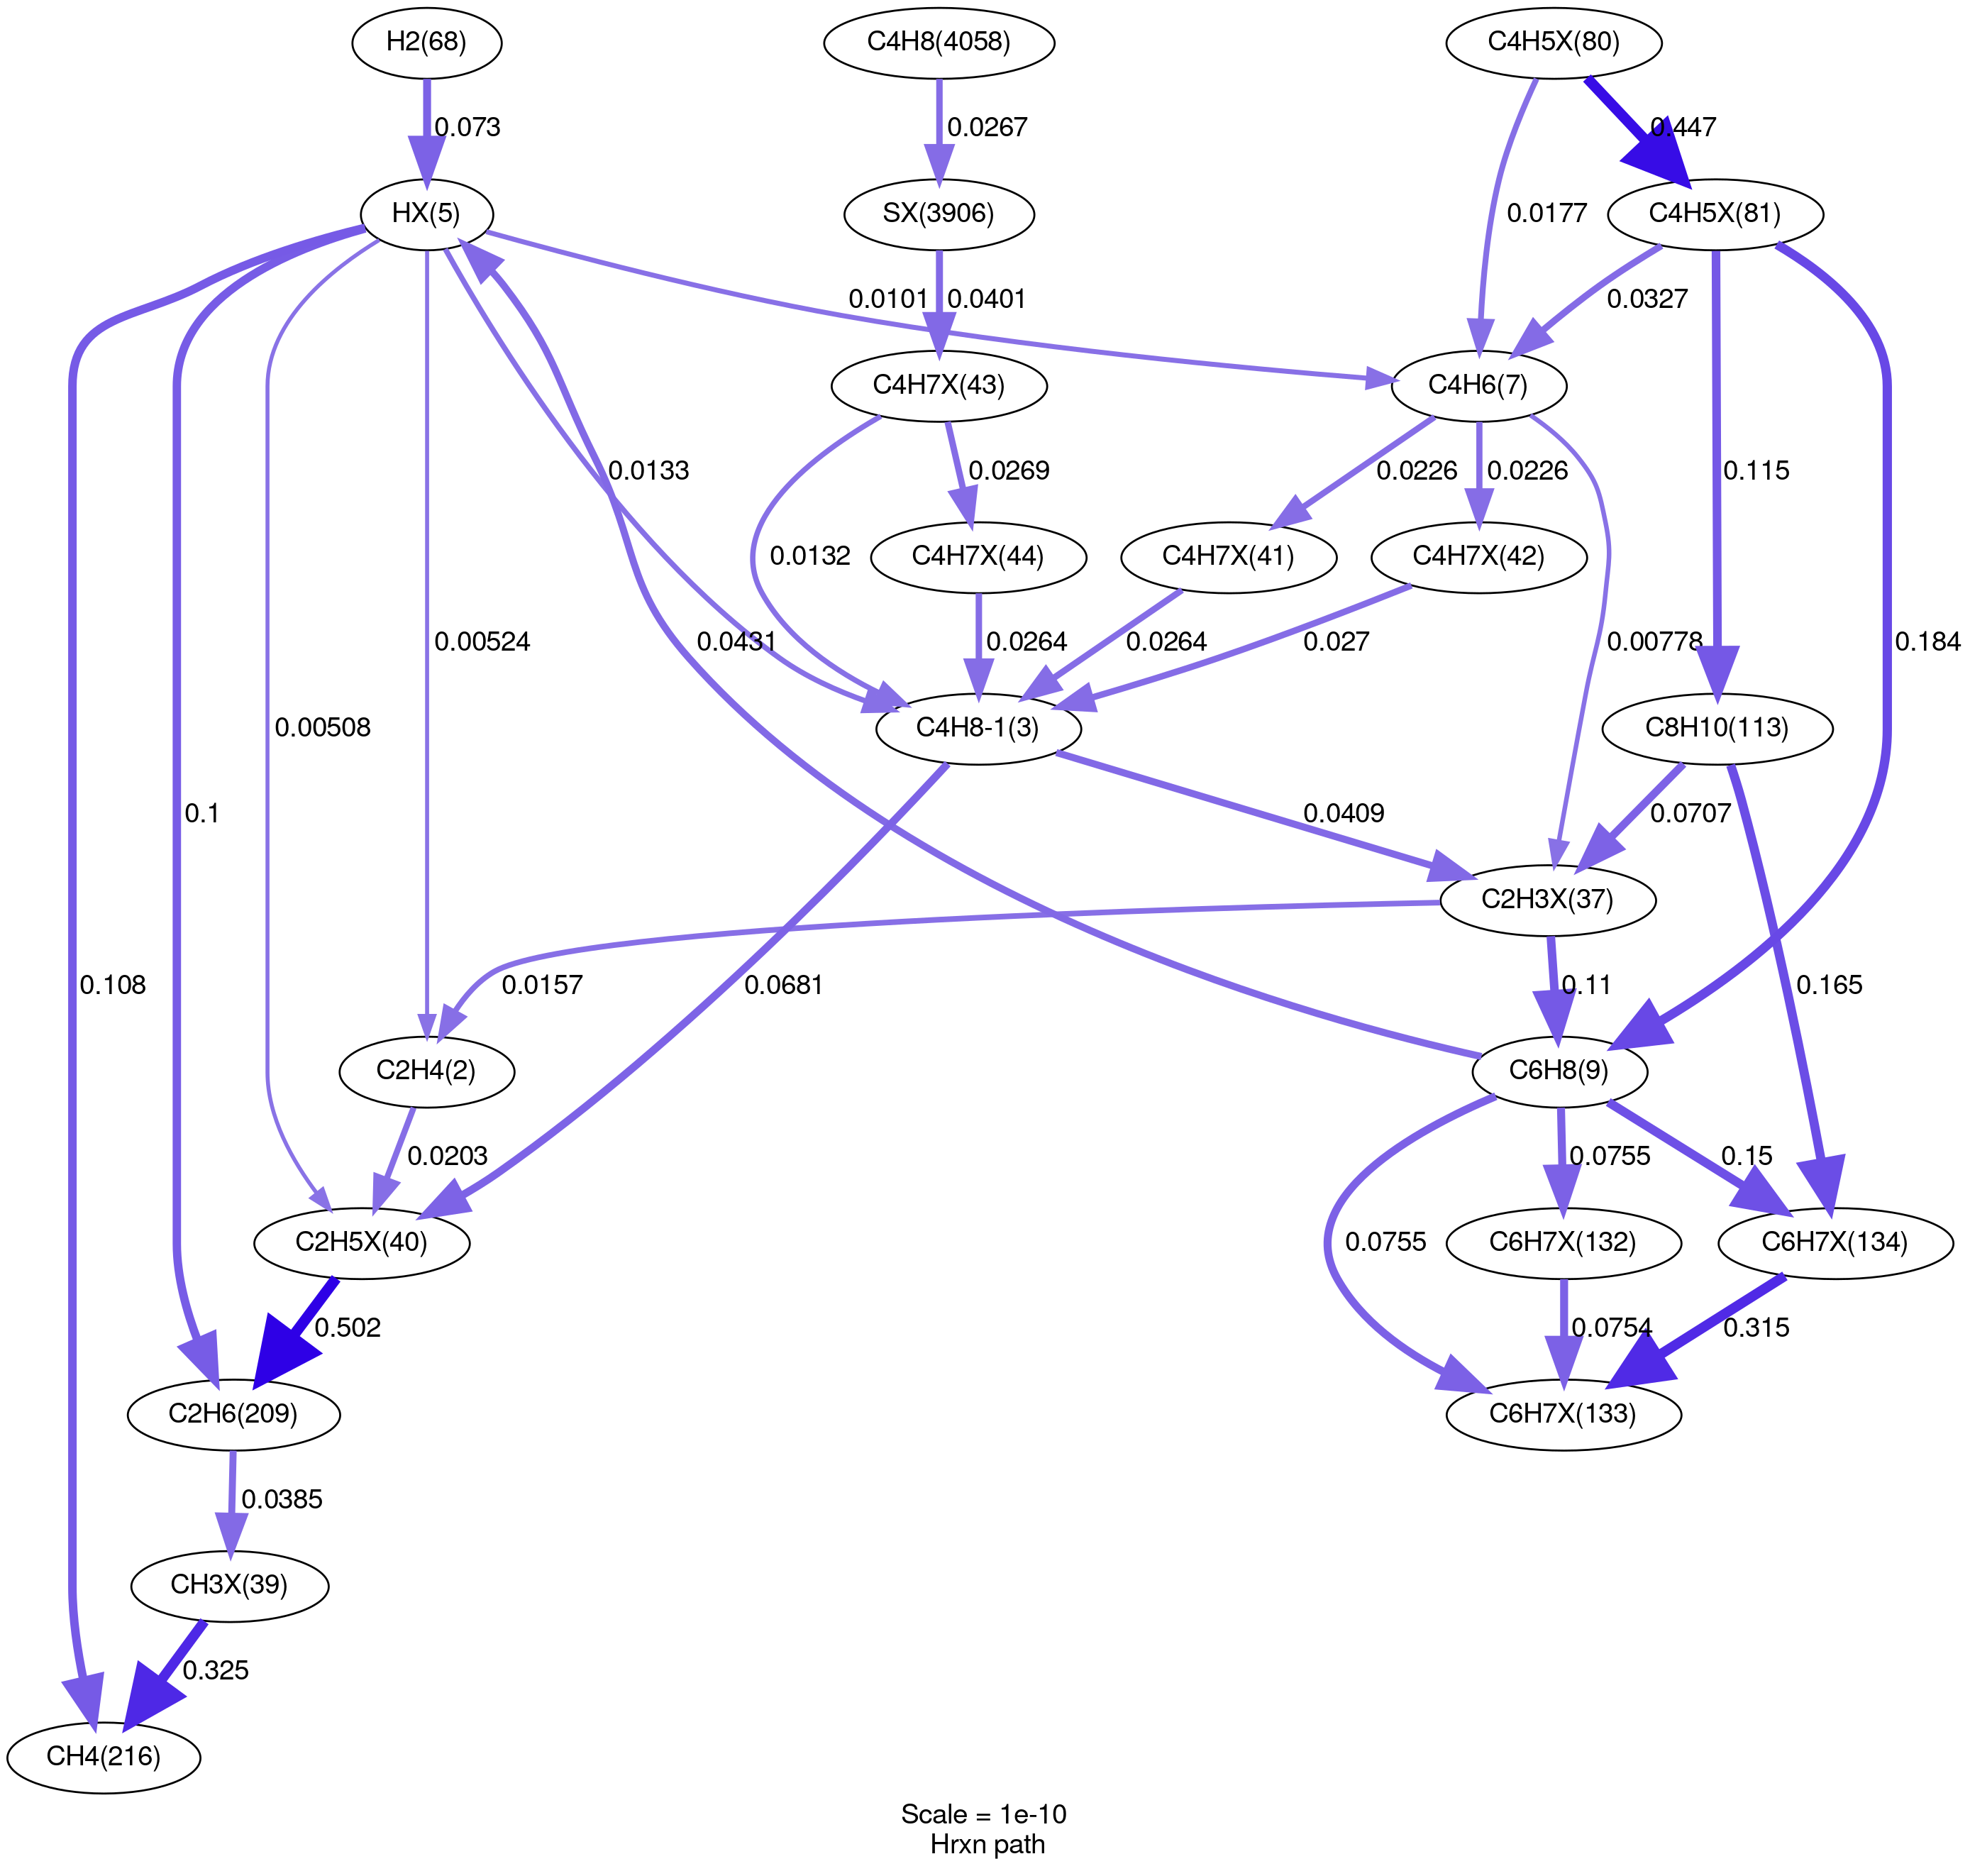 H2(68)
C4H8(4058)
C4H5X(80)
0.073
0.0267
0.447
HX(5)
SX(3906)
0.0177
C4H5X(81)
0.0101
0.0401
0.0327
C4H7X(43)
C4H6(7)
0.0133
0.0269
0.0226
0.0226
0.115
0.0132
C4H7X(44)
C4H7X(41)
C4H7X(42)
0.00524
0.0431
0.0264
0.0264
0.027
0.00778
0.184
0.00508
C4H8-1(3)
C8H10(113)
0.1
0.0409
0.0707
C2H3X(37)
0.108
0.0157
0.0681
0.11
0.165
C2H4(2)
C6H8(9)
0.0203
0.0755
0.15
C2H5X(40)
0.0755
C6H7X(132)
C6H7X(134)
0.502
0.0754
0.315
C2H6(209)
C6H7X(133)
0.0385
CH3X(39)
0.325
CH4(216)
Scale = 1e-10
Hrxn path